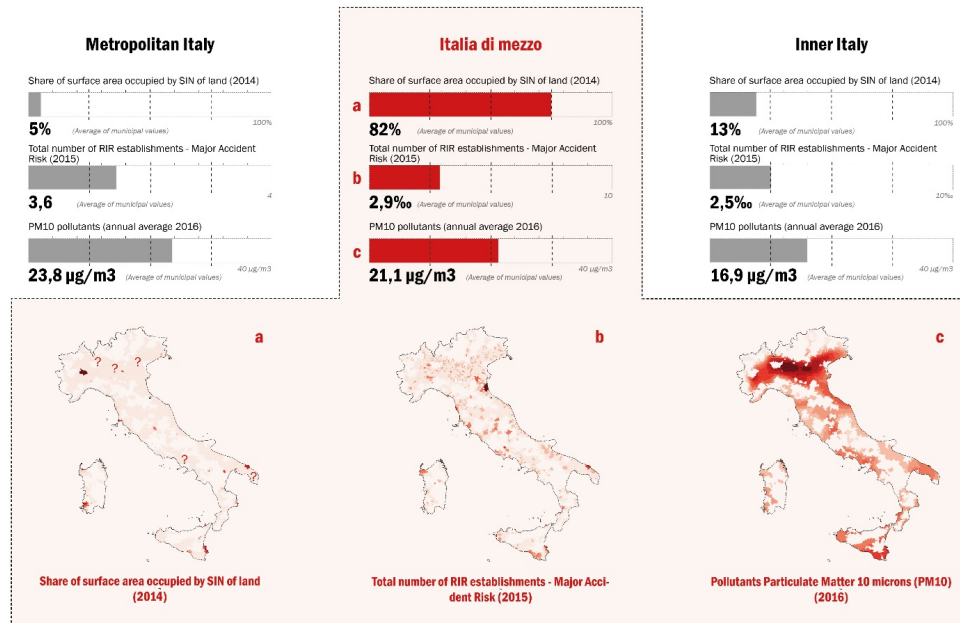 Metropolitan Italy
Share of surface area occupied by SIN of land (2014)
100%
5% (Average of municipal values)
Total number of RIR establishments - Major Accident
Risk (2015)
4
3,6 (Average of municipal values)
PM10 pollutants (annual average 2016)
40 µg/m3
23,8 µg/m3 (Average of municipal values)
Italia di mezzo
Share of surface area occupied by SIN of land (2014)
a
100%
82% (Average of municipal values)
Total number of RIR establishments - Major Accident
Risk (2015)
b
10
2,9‰ (Average of municipal values)
PM10 pollutants (annual average 2016)
c
40 µg/m3
21,1 µg/m3 (Average of municipal values)
Inner Italy
Share of surface area occupied by SIN of land (2014)
100%
13% (Average of municipal values)
Total number of RIR establishments - Major Accident
Risk (2015)
10‰
2,5‰ (Average of municipal values)
PM10 pollutants (annual average 2016)
40 µg/m3
16,9 µg/m3 (Average of municipal values)
a
? ? ?
?
?
Share of surface area occupied by SIN of land
(2014)
b
Total number of RIR establishments - Major Acci-
dent Risk (2015)
c
Pollutants Particulate Matter 10 microns (PM10)
(2016)